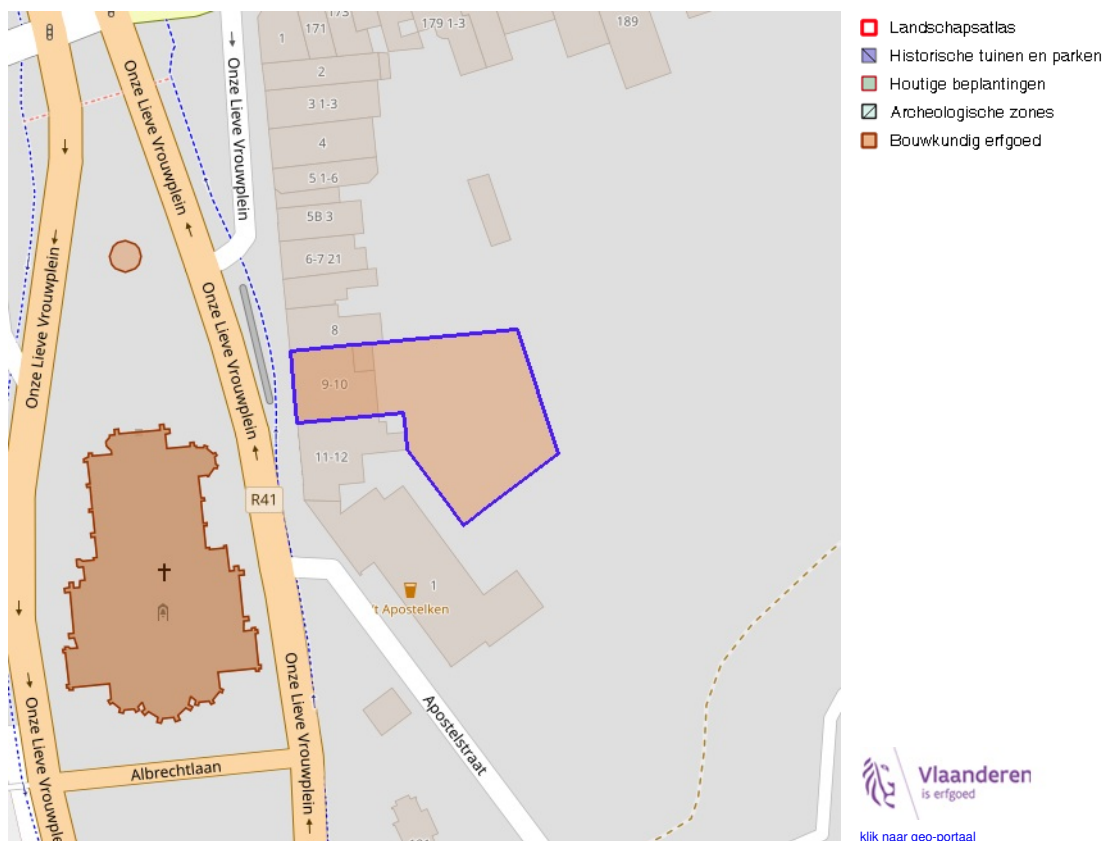 171
173
179 1-3
189
1
2
3 1-3
4
5 1-6
5B 3
6-7 21
8
9-10
11-12
1
't Apostelken
R41
Onze Lieve Vrouwplein
Onze Lieve Vrouwplein
Onze Lieve Vrouwplein
Onze Lieve Vrouwplein
Onze Lieve Vrouwplein
Onze Lieve Vrouwplein
Albrechtlaan
Apostelstraat
Landschapsatlas
Historische tuinen en parken
Houtige beplantingen
Archeologische zones
Bouwkundig erfgoed
Vlaanderen
is erfgoed
klik naar geo-portaal